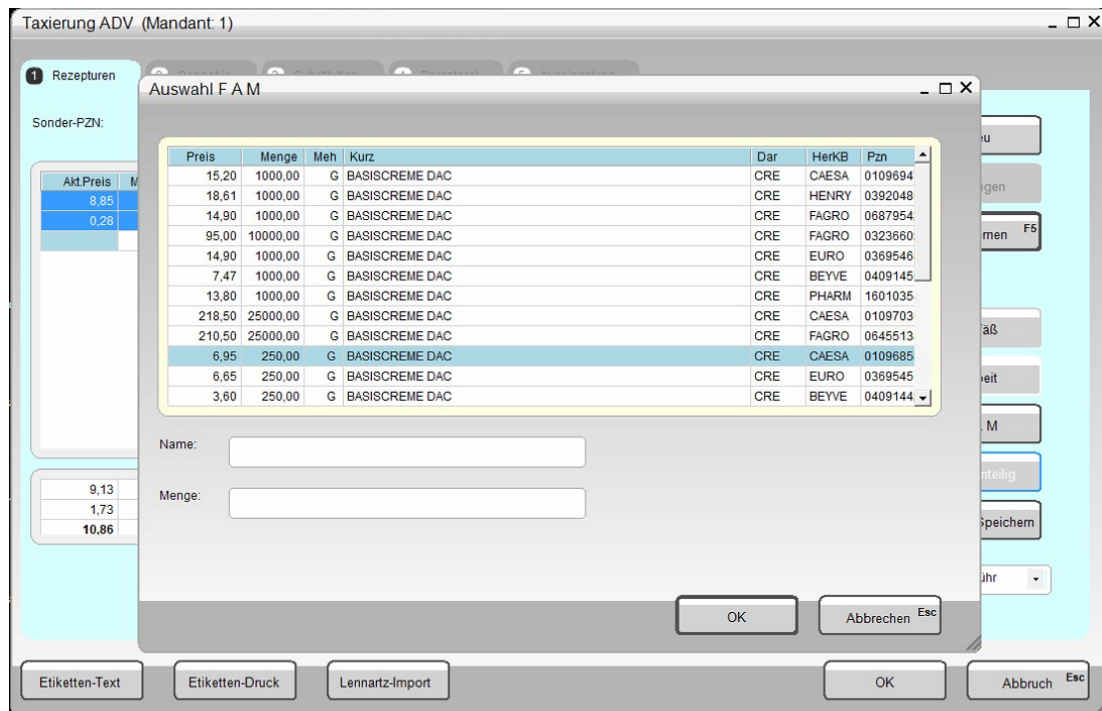 Taxierung ADV (Mandant: 1)
1 Rezepturen
Auswahl F A M
Sonder-PZN:
Preis Menge Meh Kurz Dar HerKB Pzn
15,20 1000,00 G BASISCREME DAC CRE CAESA 0109694
18,61 1000,00 G BASISCREME DAC CRE HENRY 0392048
14,90 1000,00 G BASISCREME DAC CRE FAGRO 0687954
95,00 10000,00 G BASISCREME DAC CRE FAGRO 0323660
14,90 1000,00 G BASISCREME DAC CRE EURO 0369546
7,47 1000,00 G BASISCREME DAC CRE BEYVE 0409145
13,80 1000,00 G BASISCREME DAC CRE PHARM 1601035
218,50 25000,00 G BASISCREME DAC CRE CAESA 0109703
210,50 25000,00 G BASISCREME DAC CRE FAGRO 0645513
6,95 250,00 G BASISCREME DAC CRE CAESA 0109685
6,65 250,00 G BASISCREME DAC CRE EURO 0369545
3,60 250,00 G BASISCREME DAC CRE BEYVE 0409144
Akt.Preis M
8,85
0,28
Name:
Menge:
9,13
1,73
10,86
F5
äß
eit
M
nteilig
Speichern
ühr
OK
Abbrechen Esc
Etiketten-Text
Etiketten-Druck
Lennartz-Import
OK
Abbruch Esc